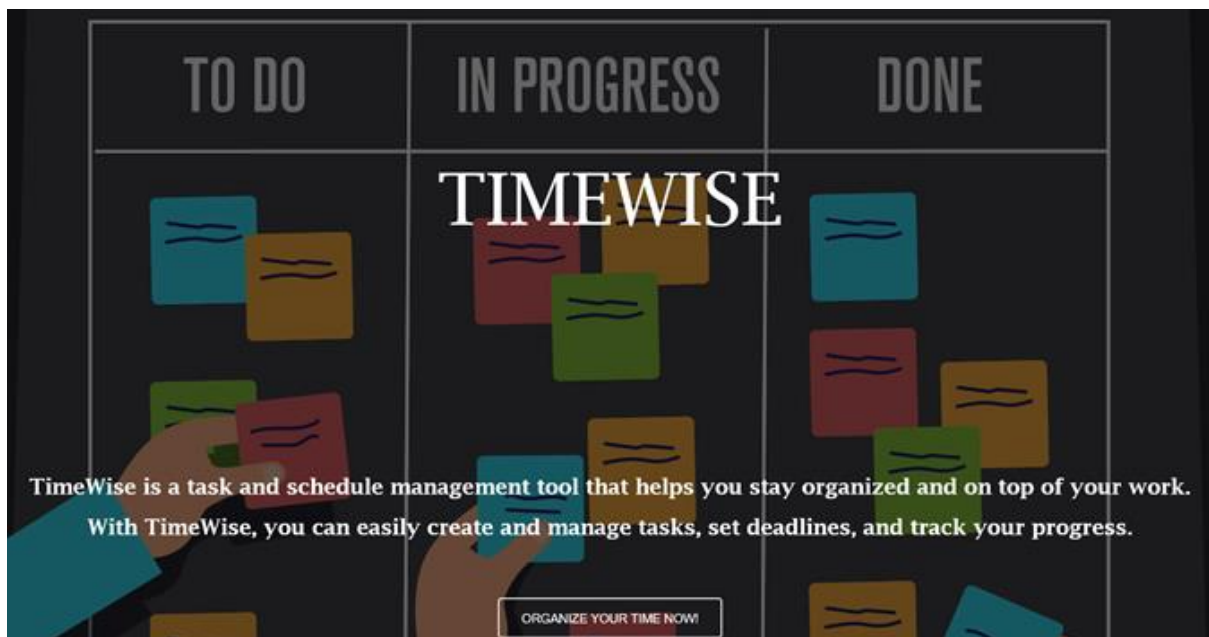 TO DO IN PROGRESS DONE
TIMEWISE
TimeWise is a task and schedule management tool that helps you stay organized and on top of your work.
With TimeWise, you can easily create and manage tasks, set deadlines, and track your progress.
ORGANIZE YOUR TIME NOW!